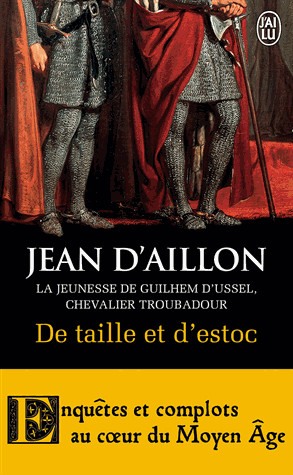 J'AI
LU
JEAN D'AILLON
LA JEUNESSE DE GUILHEM D'USSEL,
CHEVALIER TROUBADOUR
De taille et d'estoc
Enquêtes et complots
au cœur du Moyen Âge